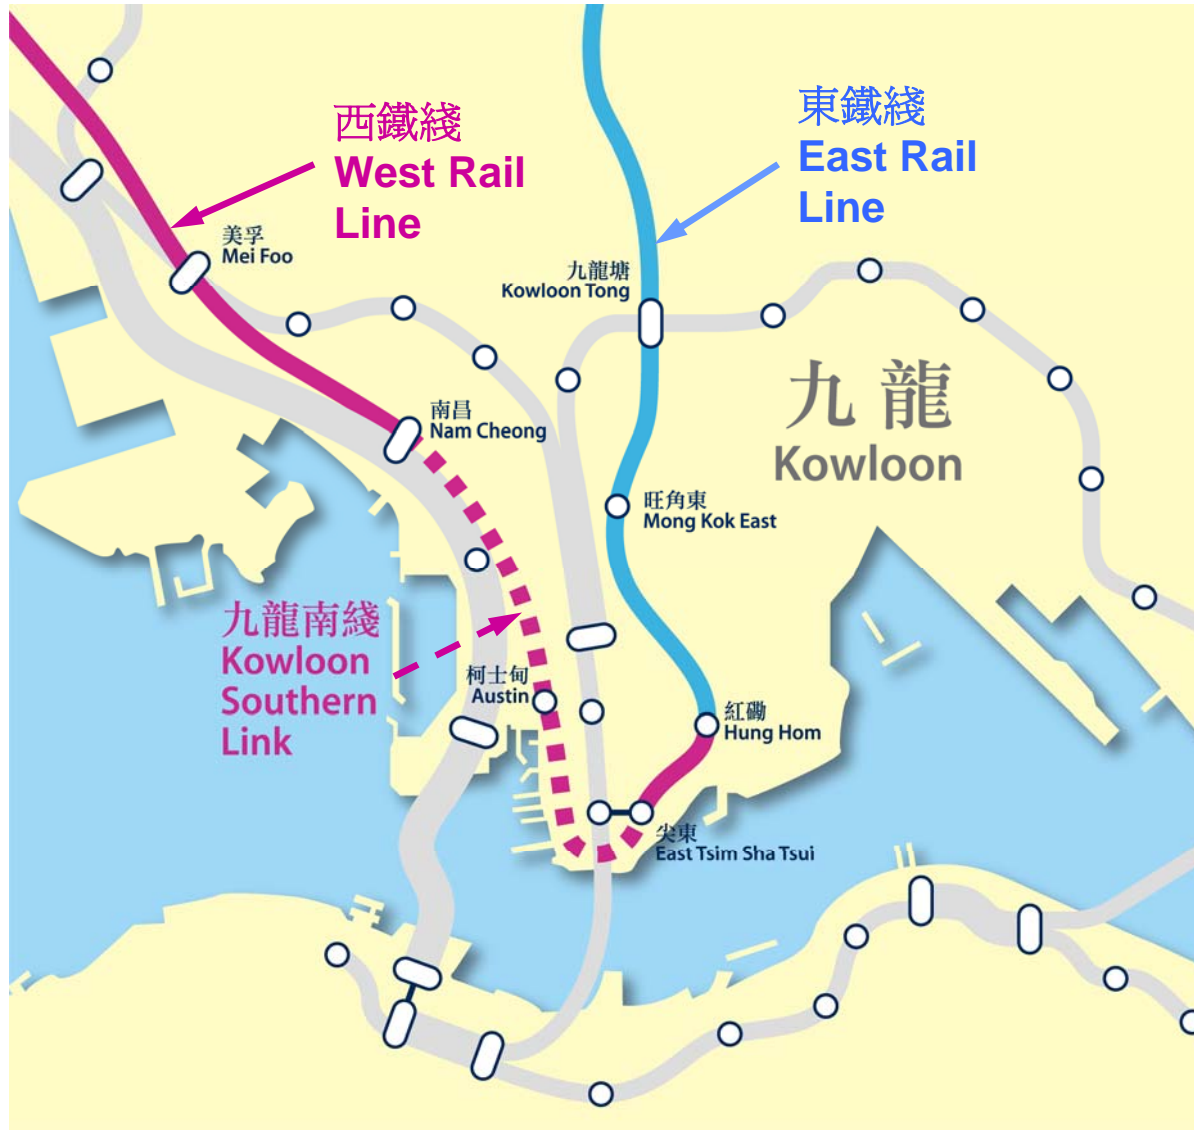 西鐵綫
West Rail
Line
東鐵綫
East Rail
Line
美孚
Mei Foo
九龍塘
Kowloon Tong
九龍
Kowloon
南昌
Nam Cheong
旺角東
Mong Kok East
九龍南綫
Kowloon
Southern
Link
柯士甸
Austin
紅磡
Hung Hom
尖東
East Tsim Sha Tsui